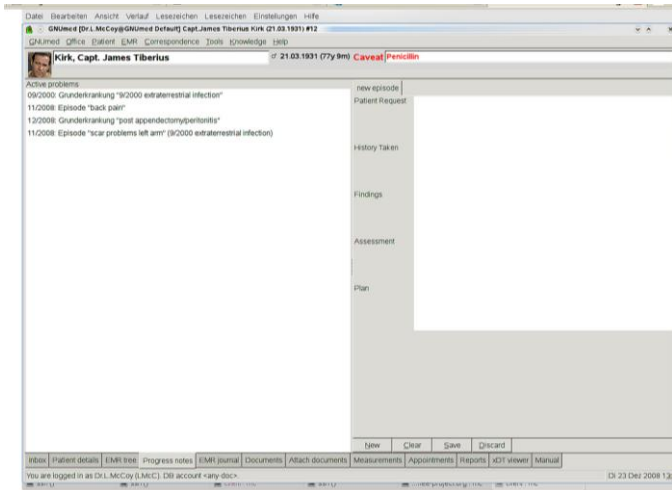 Datei Bearbeiten Ansicht Verlauf Lesezeichen Lesezeichen Einstellungen Hilfe
GNUmed [Dr.L.McCoy@GNUmed Default] Capt.James Tiberius Kirk (21.03.1931) #12
GNUmed Office Patient EMR Correspondence Tools Knowledge Help
Kirk, Capt. James Tiberius ♂ 21.03.1931 (77y 9m) Caveat Penicillin
Active problems
09/2000: Grunderkrankung "9/2000 extraterrestrial infection"
11/2008: Episode "back pain"
12/2008: Grunderkrankung "post appendectomy/peritonitis"
11/2008: Episode "scar problems left arm" (9/2000 extraterrestrial infection)
new episode
Patient Request
History Taken
Findings
Assessment
Plan
New Clear Save Discard
Inbox Patient details EMR tree Progress notes EMR journal Documents Attach documents Measurements Appointments Reports xDT viewer Manual
You are logged in as Dr.L. McCoy (LMcC). DB account <any-doc>.
Di 23 Dez 2008 13: